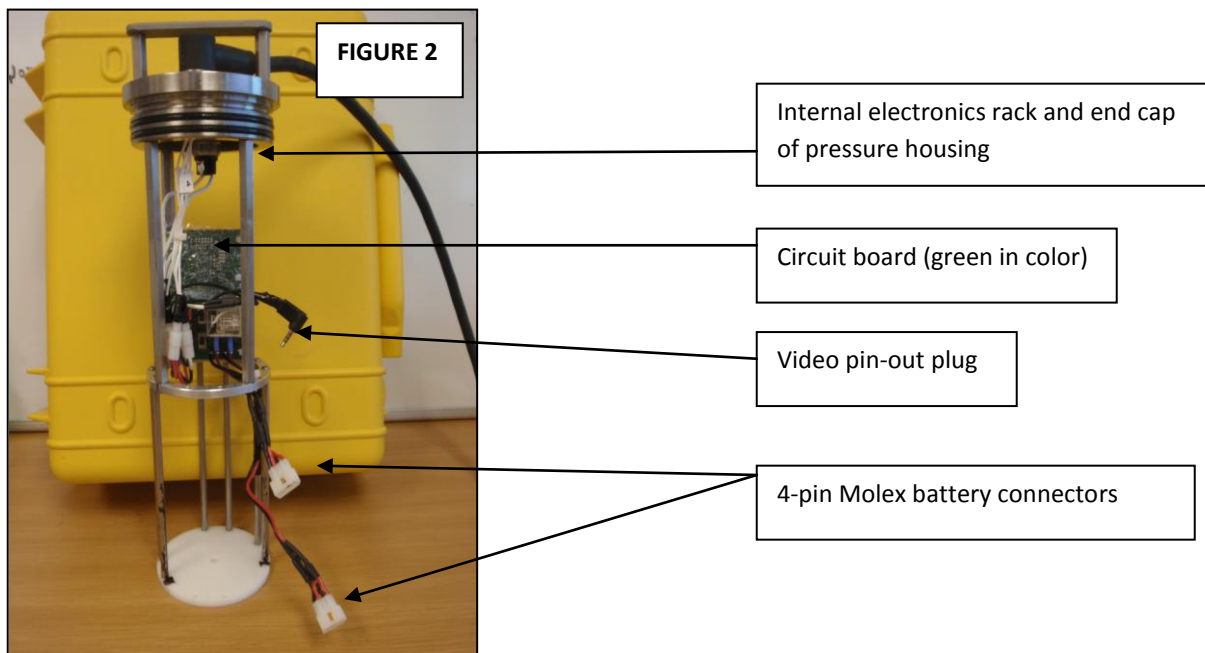 FIGURE 2
Internal electronics rack and end cap
of pressure housing
Circuit board (green in color)
Video pin-out plug
4-pin Molex battery connectors